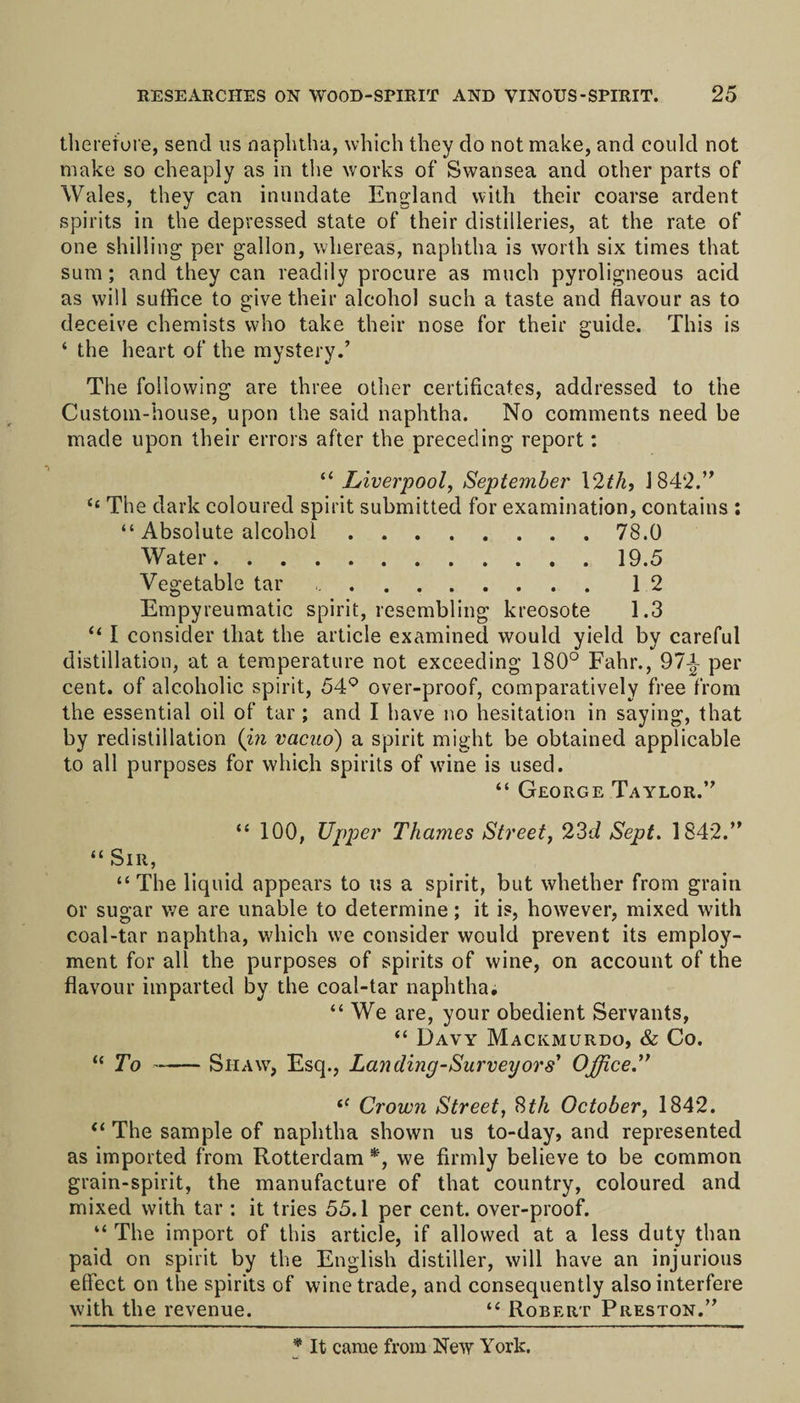 RESEARCHES ON WOOD-SPIRIT AND VINOUS-SPIRIT. 25
therefore, send us naphtha, which they do not make, and could not
make so cheaply as in the works of Swansea and other parts of
Wales, they can inundate England with their coarse ardent
spirits in the depressed state of their distilleries, at the rate of
one shilling per gallon, whereas, naphtha is worth six times that
sum; and they can readily procure as much pyroligneous acid
as will suffice to give their alcohol such a taste and flavour as to
deceive chemists who take their nose for their guide. This is
‘ the heart of the mystery.’
The following are three other certificates, addressed to the
Custom-house, upon the said naphtha. No comments need be
made upon their errors after the preceding report:
“ Liverpool, September 12th, 1842.”
“ The dark coloured spirit submitted for examination, contains :
“ Absolute alcohol . . . . . . . . 78.0
Water . . . . . . . . . . . . 19.5
Vegetable tar . . . . . . . . . 1 2
Empyreumatic spirit, resembling kreosote 1.3
“ I consider that the article examined would yield by careful
distillation, at a temperature not exceeding 180° Fahr., 97½ per
cent. of alcoholic spirit, 54° over-proof, comparatively free from
the essential oil of tar ; and I have no hesitation in saying, that
by redistillation (in vacuo) a spirit might be obtained applicable
to all purposes for which spirits of wine is used.
“ George Taylor.”
“ 100, Upper Thames Street, 23d Sept. 1842.”
“ Sir,
“ The liquid appears to us a spirit, but whether from grain
or sugar we are unable to determine ; it is, however, mixed with
coal-tar naphtha, which we consider would prevent its employ-
ment for all the purposes of spirits of wine, on account of the
flavour imparted by the coal-tar naphtha.
“ We are, your obedient Servants,
“ Davy Mackmurdo, & Co.
“ To —— Shaw, Esq., Landing-Surveyors’ Office.”
“ Crown Street, 8th October, 1842.
“ The sample of naphtha shown us to-day, and represented
as imported from Rotterdam *, we firmly believe to be common
grain-spirit, the manufacture of that country, coloured and
mixed with tar : it tries 55.1 per cent. over-proof.
“ The import of this article, if allowed at a less duty than
paid on spirit by the English distiller, will have an injurious
effect on the spirits of wine trade, and consequently also interfere
with the revenue. “ Robert Preston.”
* It came from New York.